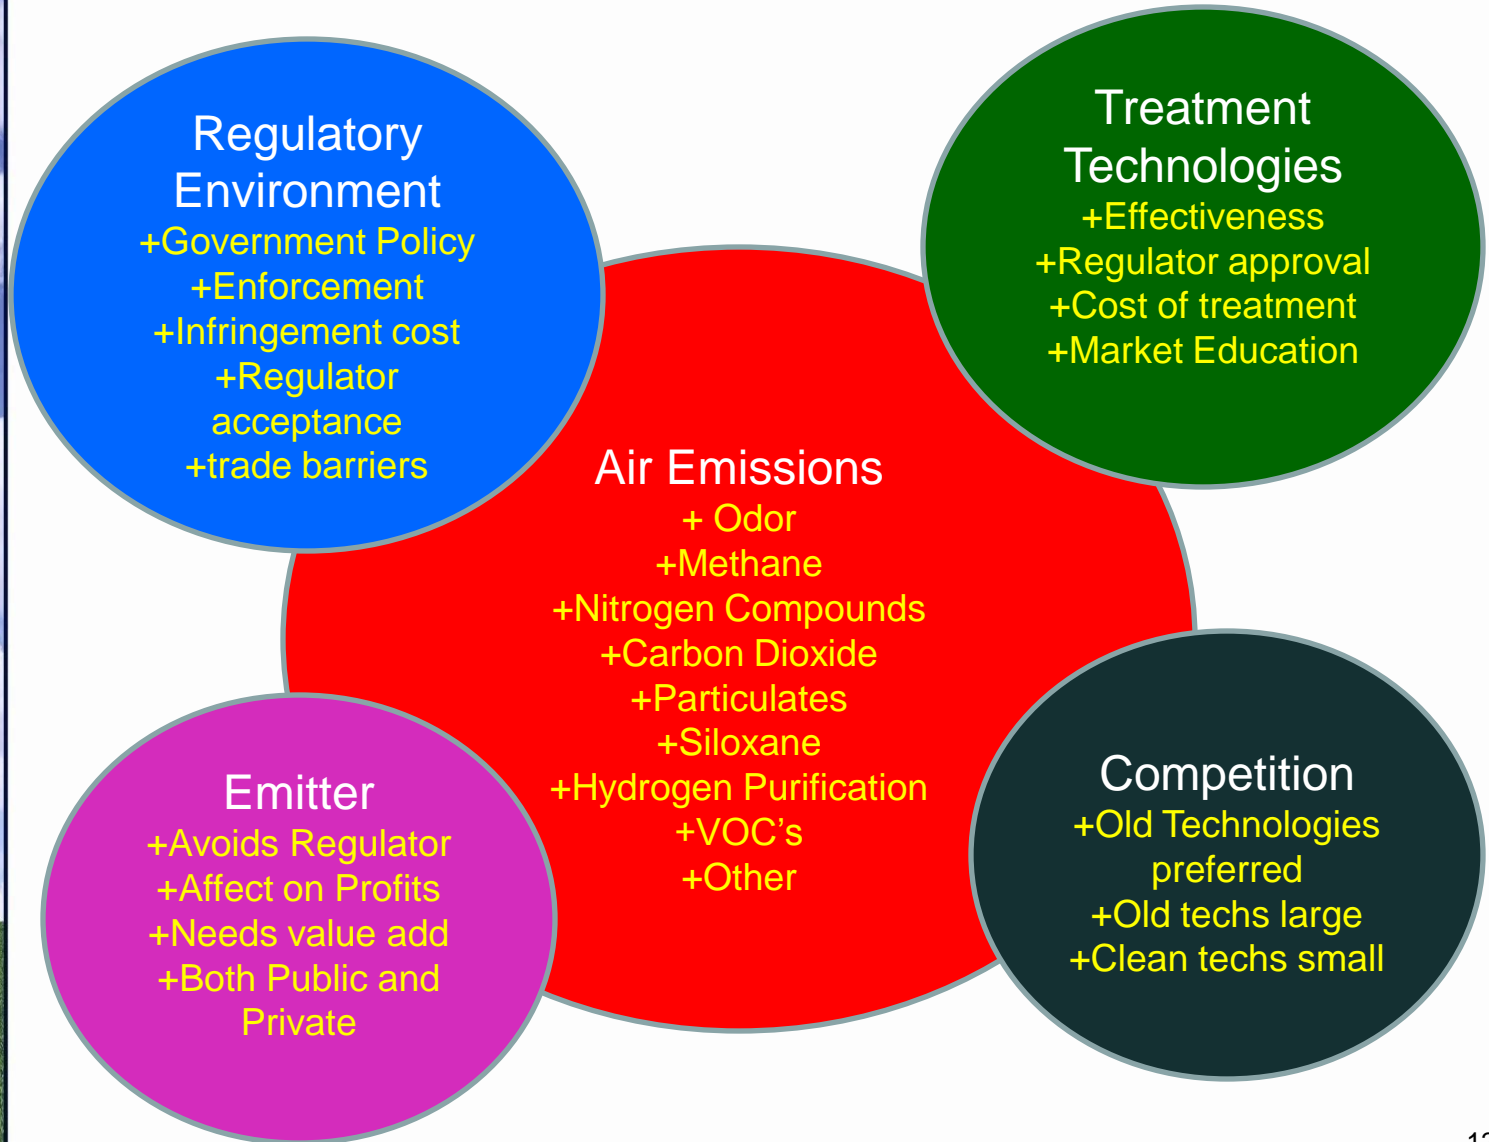 Regulatory
Environment
+Government Policy
+Enforcement
+Infringement cost
+Regulator
acceptance
+trade barriers
Treatment
Technologies
+Effectiveness
+Regulator approval
+Cost of treatment
+Market Education
Air Emissions
+ Odor
+Methane
+Nitrogen Compounds
+Carbon Dioxide
+Particulates
+Siloxane
+Hydrogen Purification
+VOC’s
+Other
Emitter
+Avoids Regulator
+Affect on Profits
+Needs value add
+Both Public and
Private
Competition
+Old Technologies
preferred
+Old techs large
+Clean techs small